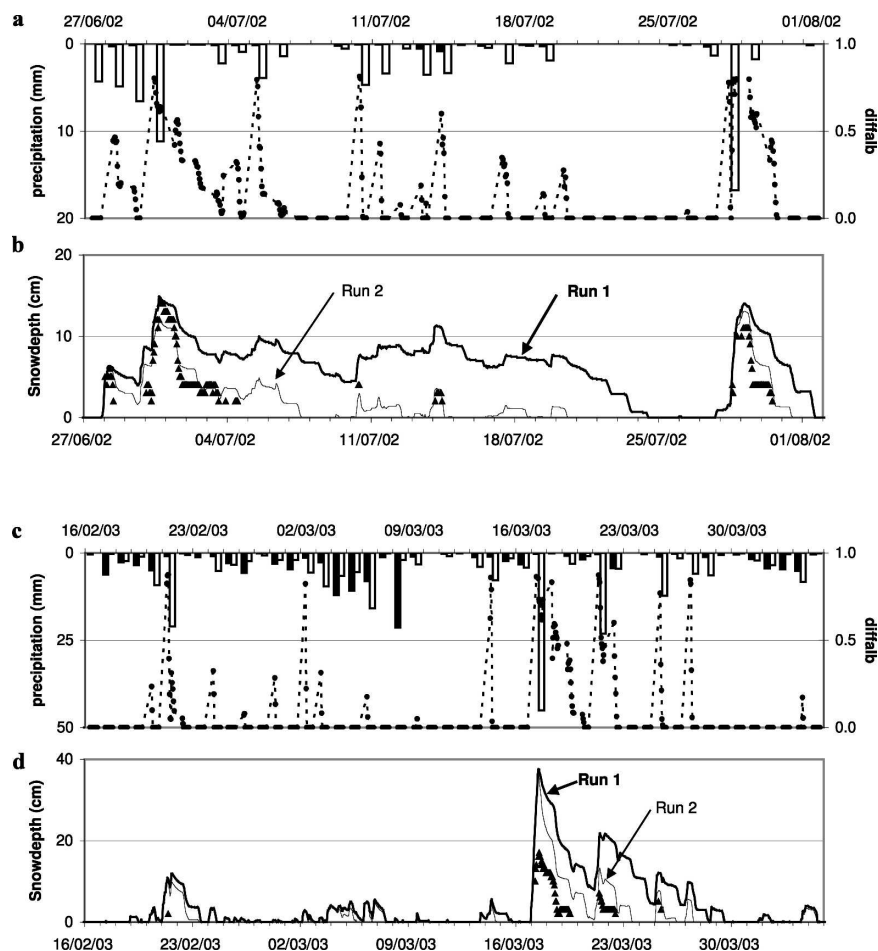 a
27/06/02 04/07/02 11/07/02 18/07/02 25/07/02 01/08/02
0 1.0
precipitation (mm)
10 0.5
diffalb
20 0.0
b
20
Snowdepth (cm)
Run 2
Run 1
10
0
27/06/02 04/07/02 11/07/02 18/07/02 25/07/02 01/08/02
c
16/02/03 23/02/03 02/03/03 09/03/03 16/03/03 23/03/03 30/03/03
0 1.0
precipitation (mm)
25 0.5
diffalb
50 0.0
d
40
Snowdepth (cm)
Run 1
Run 2
20
0
16/02/03 23/02/03 02/03/03 09/03/03 16/03/03 23/03/03 30/03/03